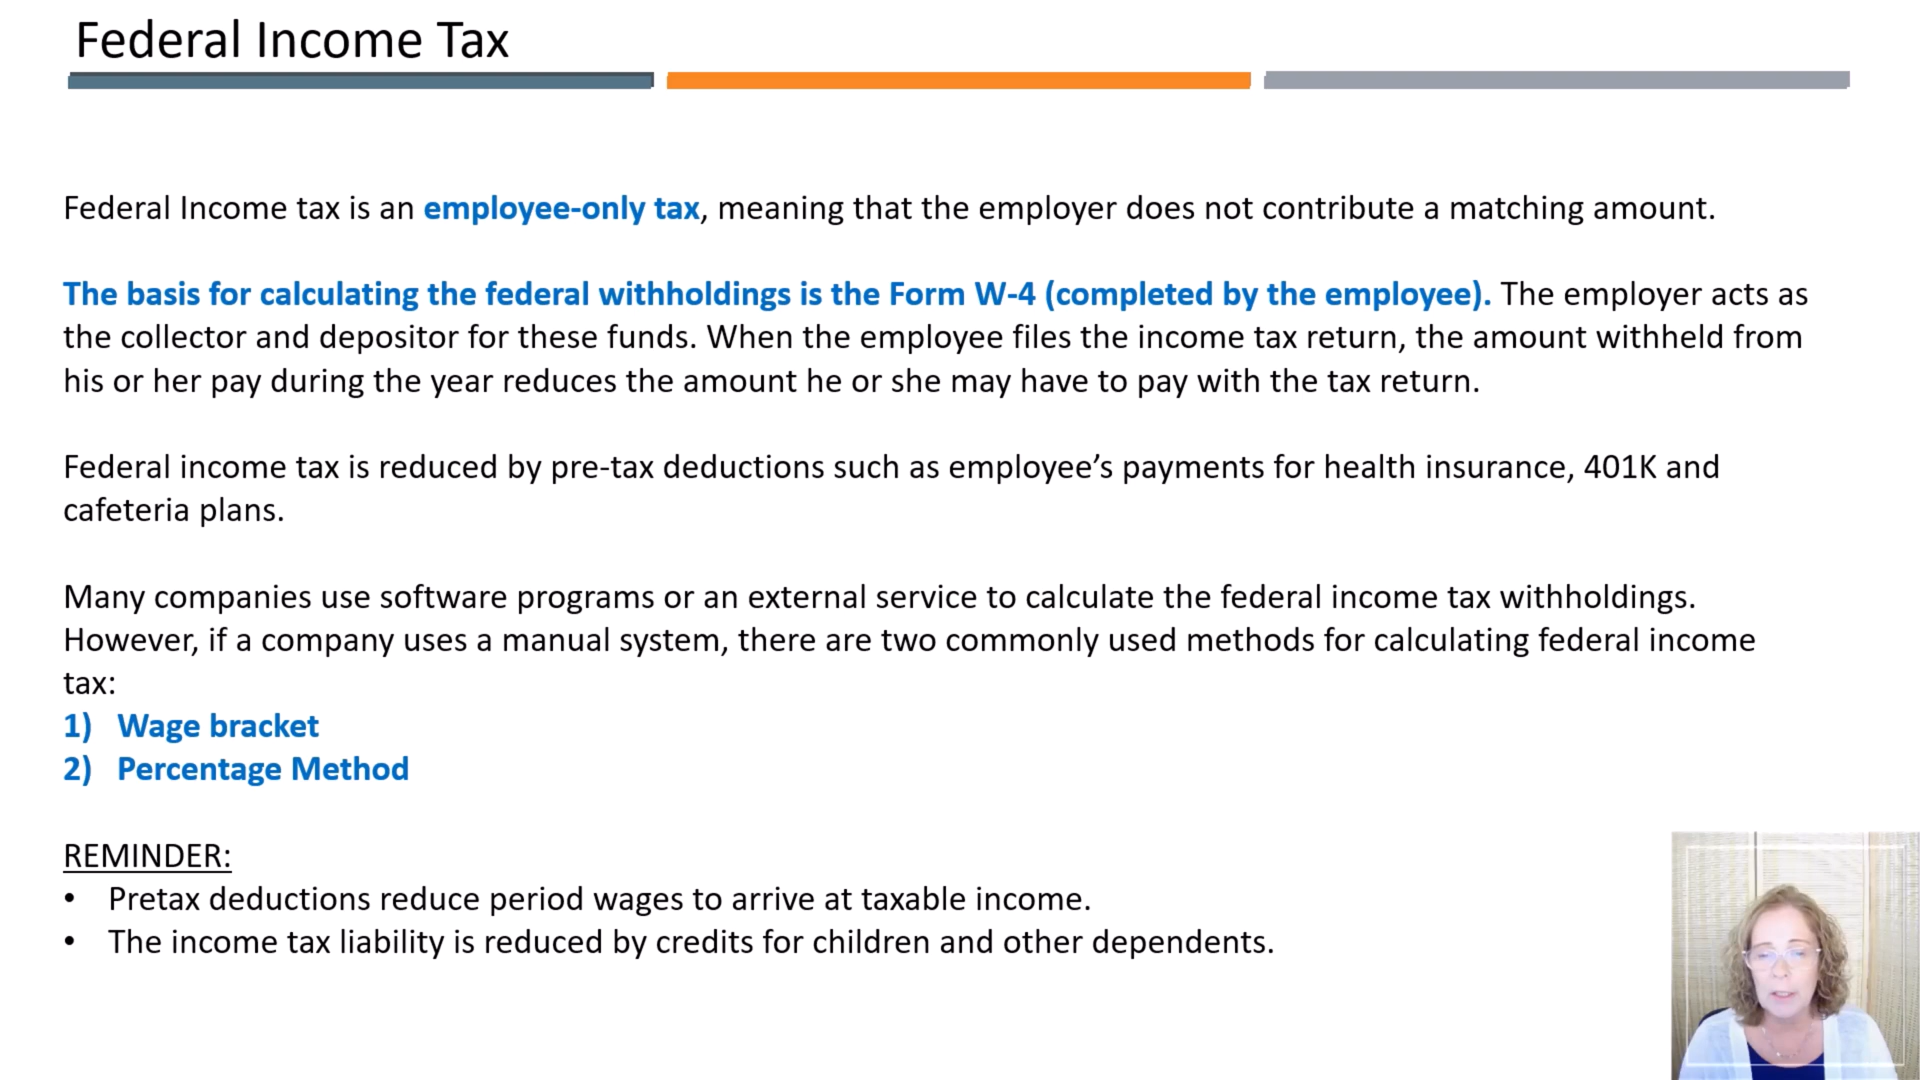 Federal Income Tax
Federal Income tax is an employee-only tax, meaning that the employer does not contribute a matching amount.
The basis for calculating the federal withholdings is the Form W-4 (completed by the employee). The employer acts as
the collector and depositor for these funds. When the employee files the income tax return, the amount withheld from
his or her pay during the year reduces the amount he or she may have to pay with the tax return.
Federal income tax is reduced by pre-tax deductions such as employee’s payments for health insurance, 401K and
cafeteria plans.
Many companies use software programs or an external service to calculate the federal income tax withholdings.
However, if a company uses a manual system, there are two commonly used methods for calculating federal income
tax:
1) Wage bracket
2) Percentage Method
REMINDER:
• Pretax deductions reduce period wages to arrive at taxable income.
• The income tax liability is reduced by credits for children and other dependents.